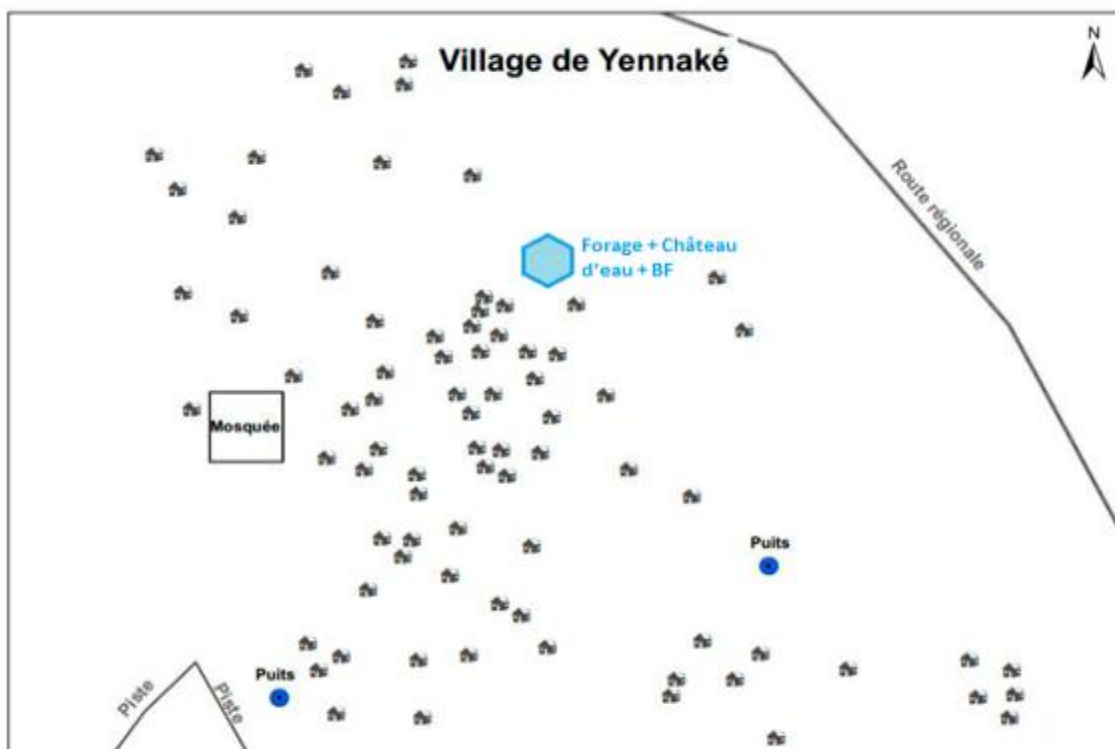 Village de Yennaké
N
Route régionale
Forage + Château
d'eau + BF
Mosquée
Puits
Puits
Piste
Piste